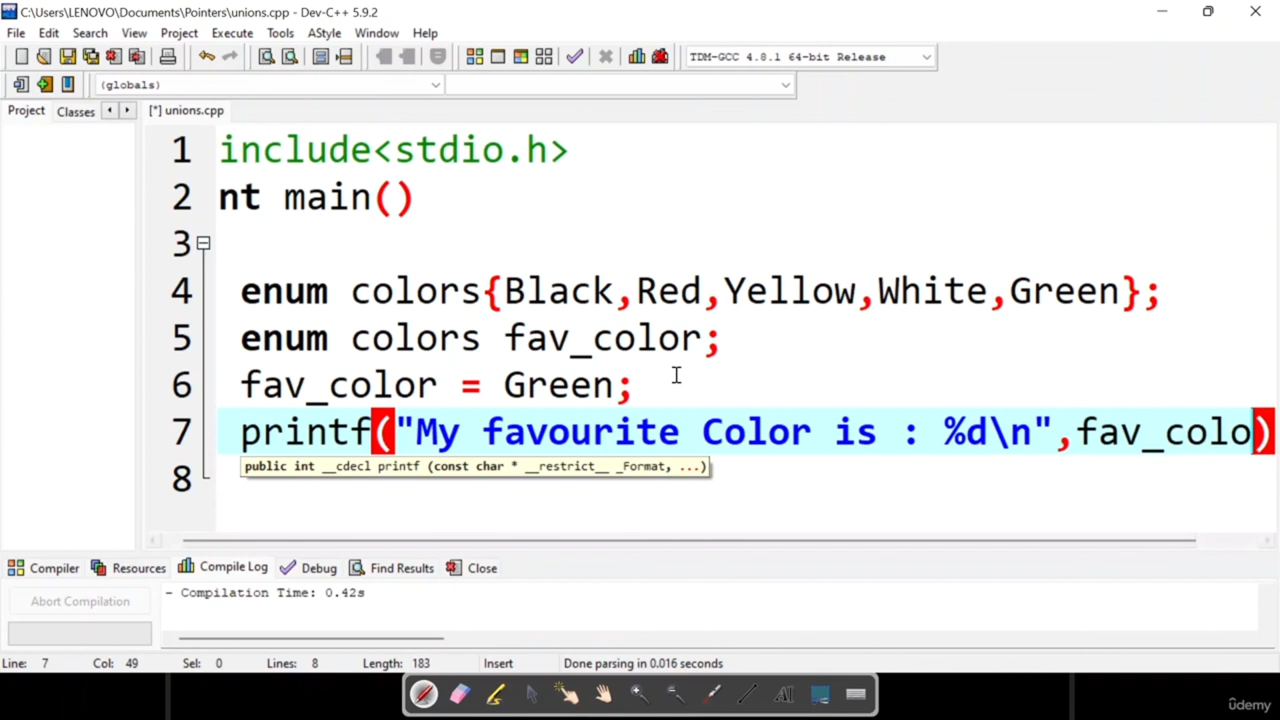 C:\Users\LENOVO\Documents\Pointers\unions.cpp - Dev-C++ 5.9.2
File Edit Search View Project Execute Tools AStyle Window Help
TDM-GCC 4.8.1 64-bit Release
(globals)
Project Classes [*] unions.cpp
1 include<stdio.h>
2 nt main()
3
4 enum colors{Black,Red,Yellow,White,Green};
5 enum colors fav_color;
6 fav_color = Green;
7 printf("My favourite Color is : %d\n",fav_colo)
public int __cdecl printf (const char * __restrict__ _Format, ...)
8
Compiler Resources Compile Log Debug Find Results Close
- Compilation Time: 0.42s
Abort Compilation
Line: 7 Col: 49 Sel: 0 Lines: 8 Length: 183 Insert Done parsing in 0.016 seconds
AI
ûdemy